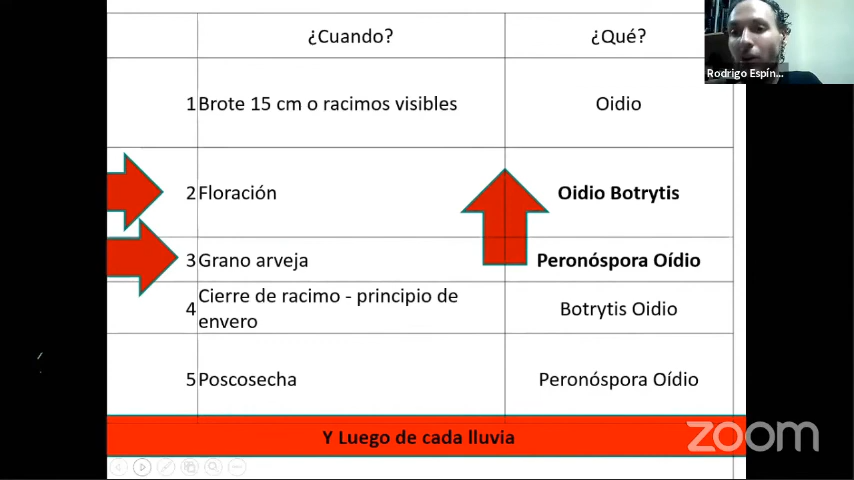 ¿Cuando? ¿Qué?
Rodrigo Espín...
1 Brote 15 cm o racimos visibles Oidio
2 Floración Oidio Botrytis
3 Grano arveja Peronóspora Oídio
4 Cierre de racimo - principio de
envero Botrytis Oidio
5 Poscosecha Peronóspora Oídio
Y Luego de cada lluvia
zoom